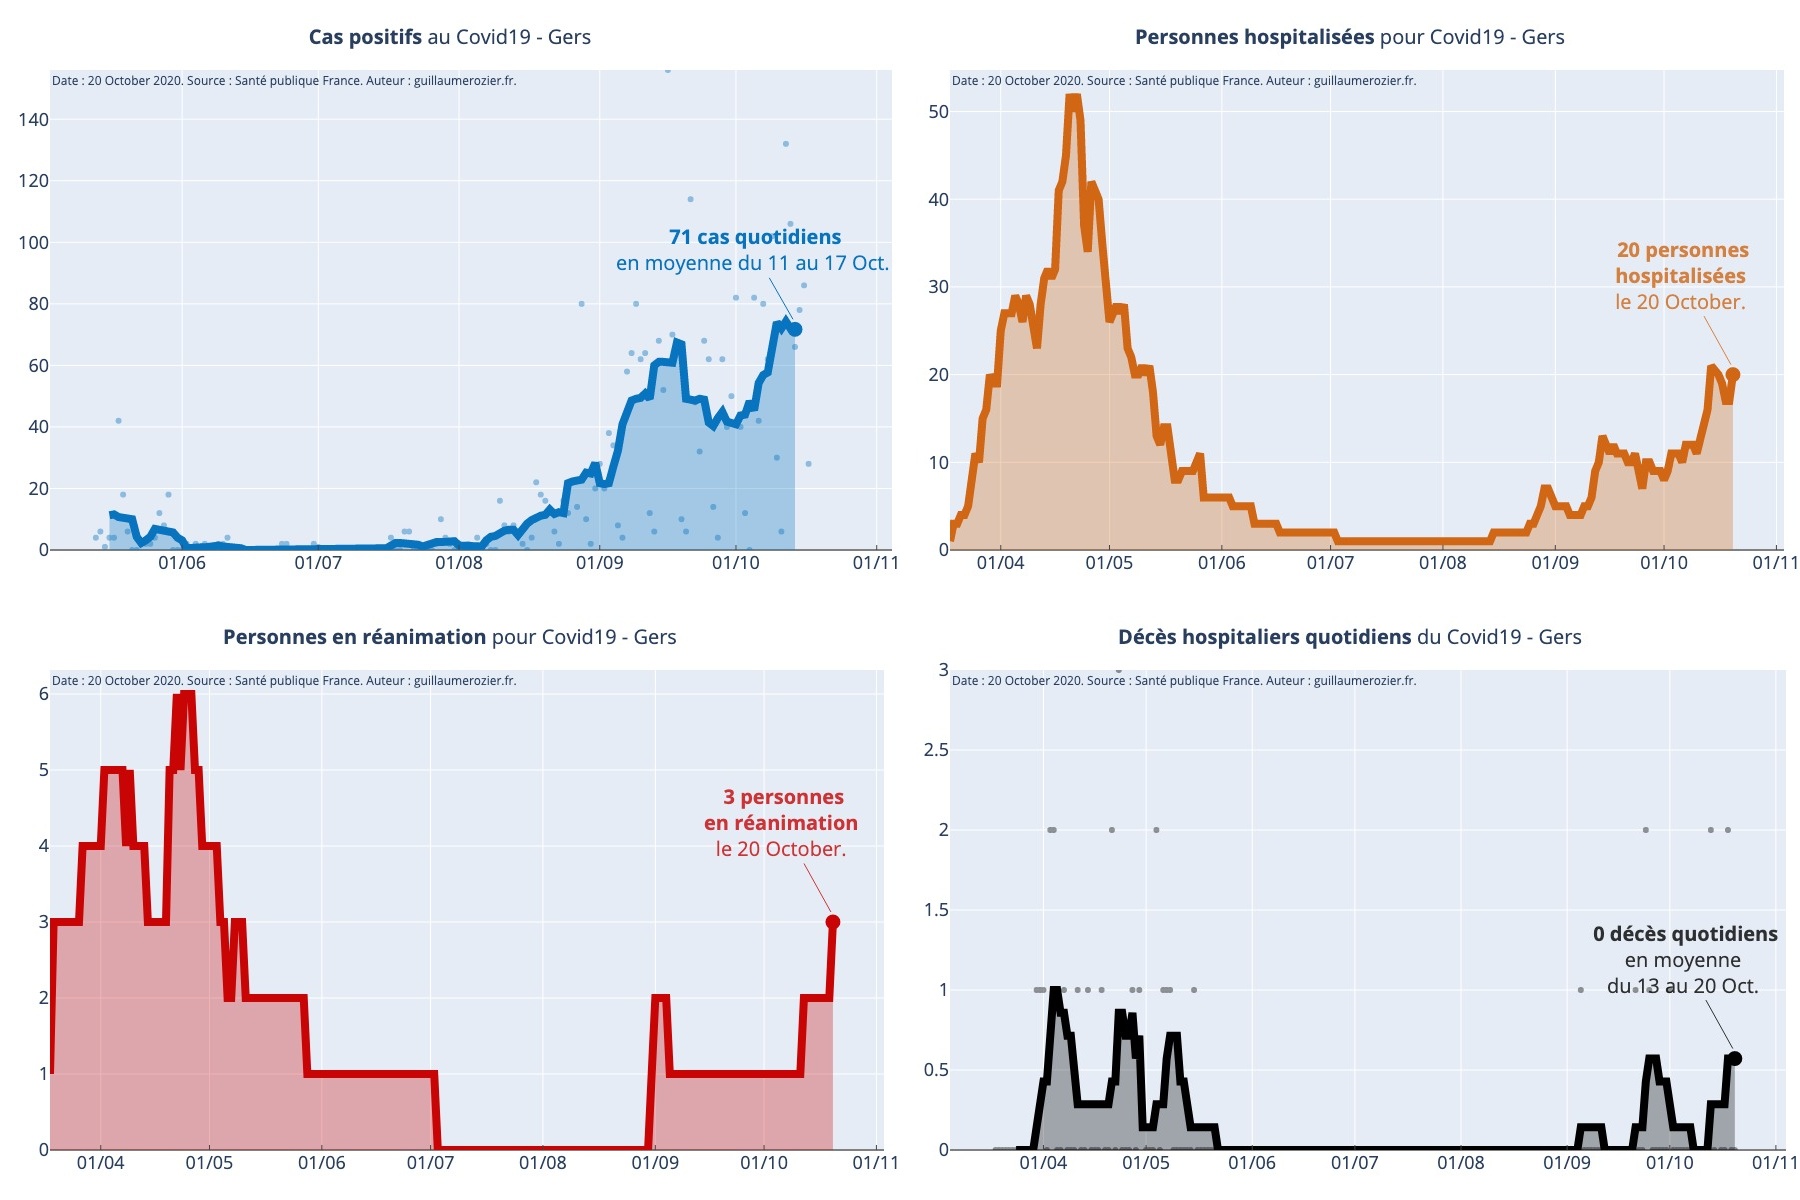 Cas positifs au Covid19 - Gers
Date : 20 October 2020. Source : Santé publique France. Auteur : guillaumerozier.fr.
140
120
100
80
60
40
20
0
71 cas quotidiens
en moyenne du 11 au 17 Oct.
01/06 01/07 01/08 01/09 01/10 01/11
Personnes hospitalisées pour Covid19 - Gers
Date : 20 October 2020. Source : Santé publique France. Auteur : guillaumerozier.fr.
50
40
30
20
10
0
20 personnes
hospitalisées
le 20 October.
01/04 01/05 01/06 01/07 01/08 01/09 01/10 01/11
Personnes en réanimation pour Covid19 - Gers
Date : 20 October 2020. Source : Santé publique France. Auteur : guillaumerozier.fr.
6
5
4
3
2
1
0
3 personnes
en réanimation
le 20 October.
01/04 01/05 01/06 01/07 01/08 01/09 01/10 01/11
Décès hospitaliers quotidiens du Covid19 - Gers
3
Date : 20 October 2020. Source : Santé publique France. Auteur : guillaumerozier.fr.
2.5
2
1.5
1
0.5
0
0 décès quotidiens
en moyenne
du 13 au 20 Oct.
01/04 01/05 01/06 01/07 01/08 01/09 01/10 01/11